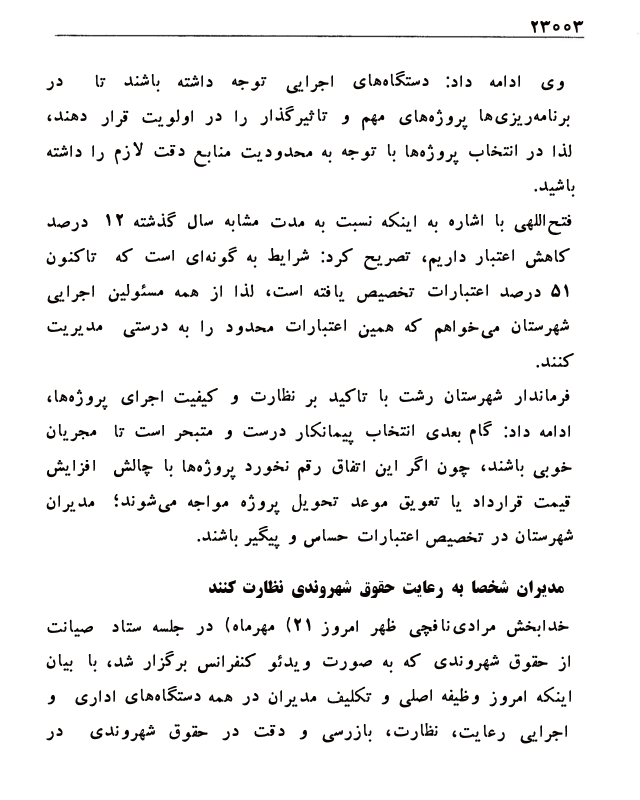 ۲۳۰۰۳
وی ادامه داد: دستگاه‌های اجرایی توجه داشته باشند تا در
برنامه‌ریزی‌ها پروژه‌های مهم و تاثیرگذار را در اولویت قرار دهند،
لذا در انتخاب پروژه‌ها با توجه به محدودیت منابع دقت لازم را داشته
باشید.
فتح‌اللهی با اشاره به اینکه نسبت به مدت مشابه سال گذشته ۱۲ درصد
کاهش اعتبار داریم، تصریح کرد: شرایط به گونه‌ای است که تاکنون
۵۱ درصد اعتبارات تخصیص یافته است، لذا از همه مسئولین اجرایی
شهرستان می‌خواهم که همین اعتبارات محدود را به درستی مدیریت
کنند.
فرماندار شهرستان رشت با تاکید بر نظارت و کیفیت اجرای پروژه‌ها،
ادامه داد: گام بعدی انتخاب پیمانکار درست و متبحر است تا مجریان
خوبی باشند، چون اگر این اتفاق رقم نخورد پروژه‌ها با چالش افزایش
قیمت قرارداد یا تعویق موعد تحویل پروژه مواجه می‌شوند؛ مدیران
شهرستان در تخصیص اعتبارات حساس و پیگیر باشند.
مدیران شخصا به رعایت حقوق شهروندی نظارت کنند
خدابخش مرادی‌نافچی ظهر امروز ۲۱) مهرماه) در جلسه ستاد صیانت
از حقوق شهروندی که به صورت ویدئو کنفرانس برگزار شد، با بیان
اینکه امروز وظیفه اصلی و تکلیف مدیران در همه دستگاه‌های اداری و
اجرایی رعایت، نظارت، بازرسی و دقت در حقوق شهروندی در